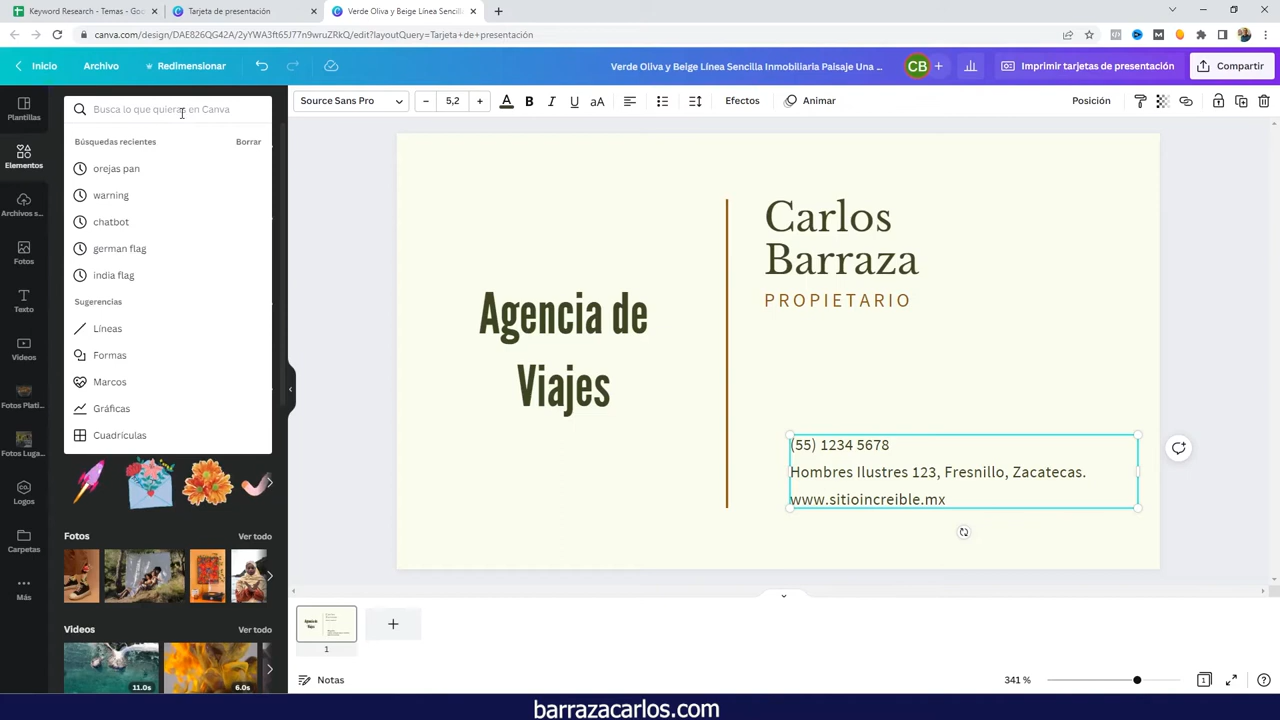 Keyword Research - Temas - Goo
Tarjeta de presentación
Verde Oliva y Beige Línea Sencill
canva.com/design/DAE826QG42A/2yYWA3ft65J77n9wruZRkQ/edit?layoutQuery=Tarjeta+de+presentación
Inicio
Archivo
Redimensionar
Verde Oliva y Beige Línea Sencilla Inmobiliaria Paisaje Una ...
CB
Imprimir tarjetas de presentación
Compartir
Plantillas
Elementos
Archivos s...
Fotos
Texto
Videos
Fotos Plati...
Fotos Luga...
Logos
Carpetas
Más
Busca lo que quieras en Canva
Búsquedas recientes
Borrar
orejas pan
warning
chatbot
german flag
india flag
Sugerencias
Líneas
Formas
Marcos
Gráficas
Cuadrículas
Fotos
Ver todo
Videos
Ver todo
11.0s
6.0s
Source Sans Pro
5,2
A
B
I
U
aA
Efectos
Animar
Posición
Agencia de
Viajes
Carlos
Barraza
PROPIETARIO
(55) 1234 5678
Hombres Ilustres 123, Fresnillo, Zacatecas.
www.sitioincreible.mx
1
Notas
341 %
1
barrazacarlos.com